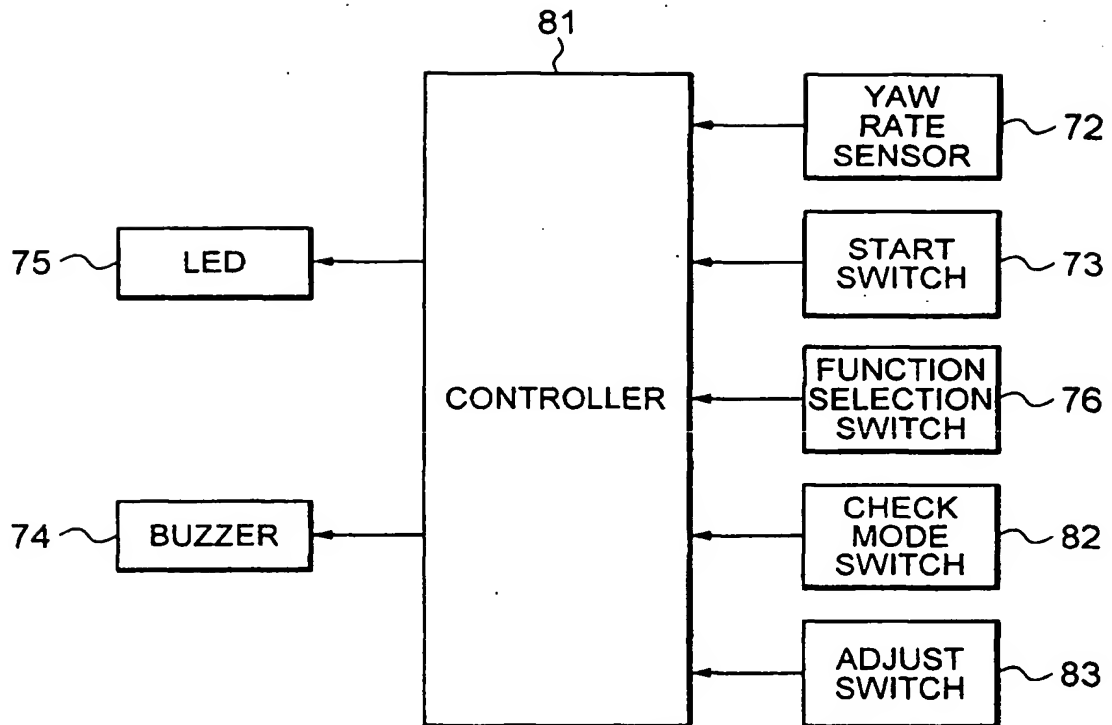 81
YAW
RATE
SENSOR
72
75
LED
START
SWITCH
73
CONTROLLER
FUNCTION
SELECTION
SWITCH
76
74
BUZZER
CHECK
MODE
SWITCH
82
ADJUST
SWITCH
83